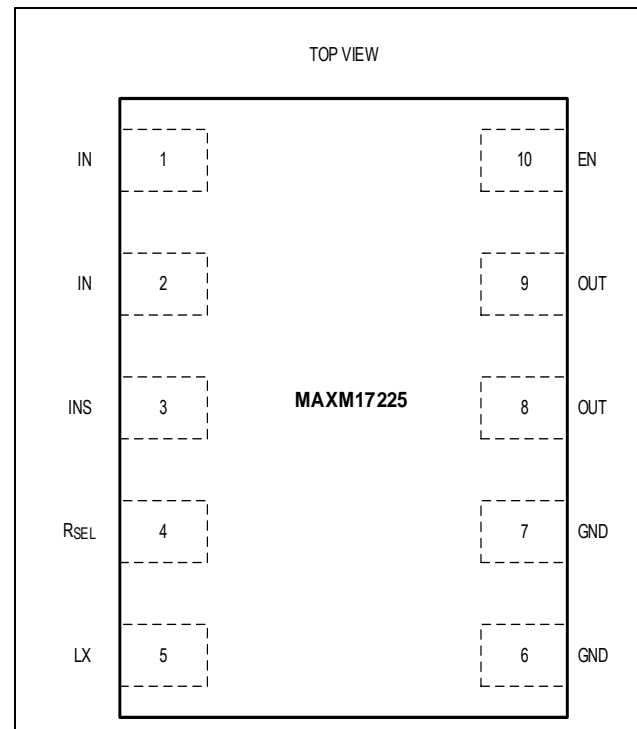 TOP VIEW
IN 1 10 EN
IN 2 9 OUT
INS 3 MAXM17225 8 OUT
RSEL 4 7 GND
LX 5 6 GND